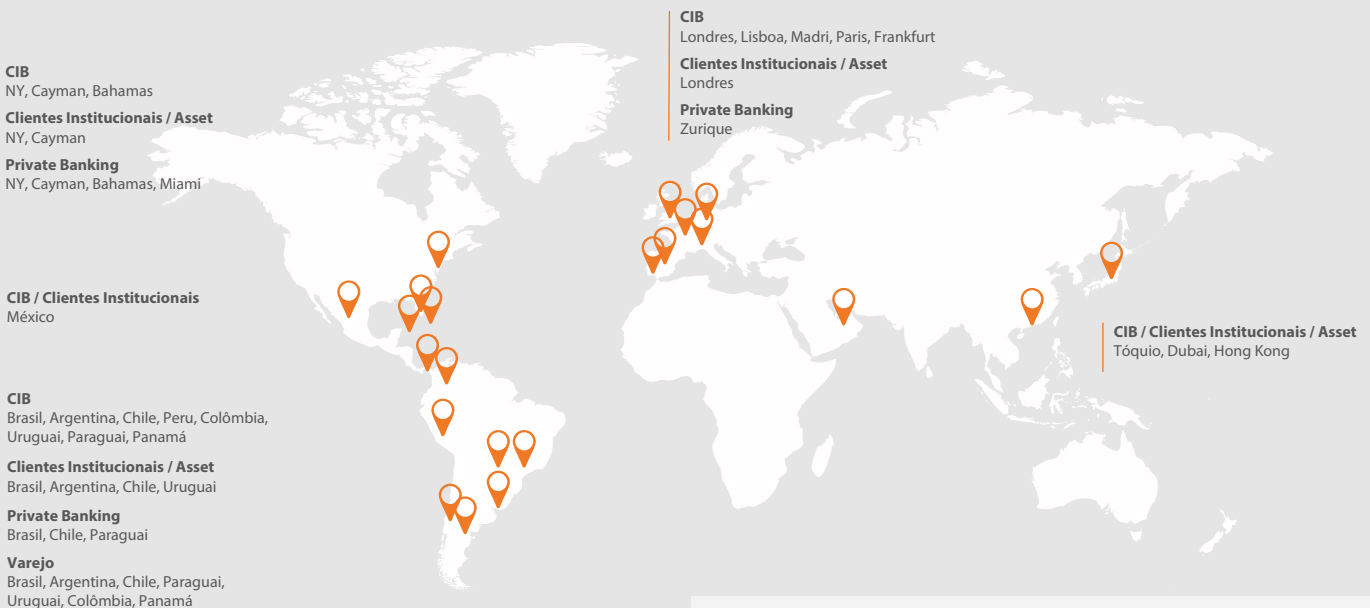 CIB
NY, Cayman, Bahamas
Clientes Institucionais / Asset
NY, Cayman
Private Banking
NY, Cayman, Bahamas, Miami
CIB / Clientes Institucionais
México
CIB
Brasil, Argentina, Chile, Peru, Colômbia,
Uruguai, Paraguai, Panamá
Clientes Institucionais / Asset
Brasil, Argentina, Chile, Uruguai
Private Banking
Brasil, Chile, Paraguai
Varejo
Brasil, Argentina, Chile, Paraguai,
Uruguai, Colômbia, Panamá
CIB
Londres, Lisboa, Madri, Paris, Frankfurt
Clientes Institucionais / Asset
Londres
Private Banking
Zurique
CIB / Clientes Institucionais / Asset
Tóquio, Dubai, Hong Kong